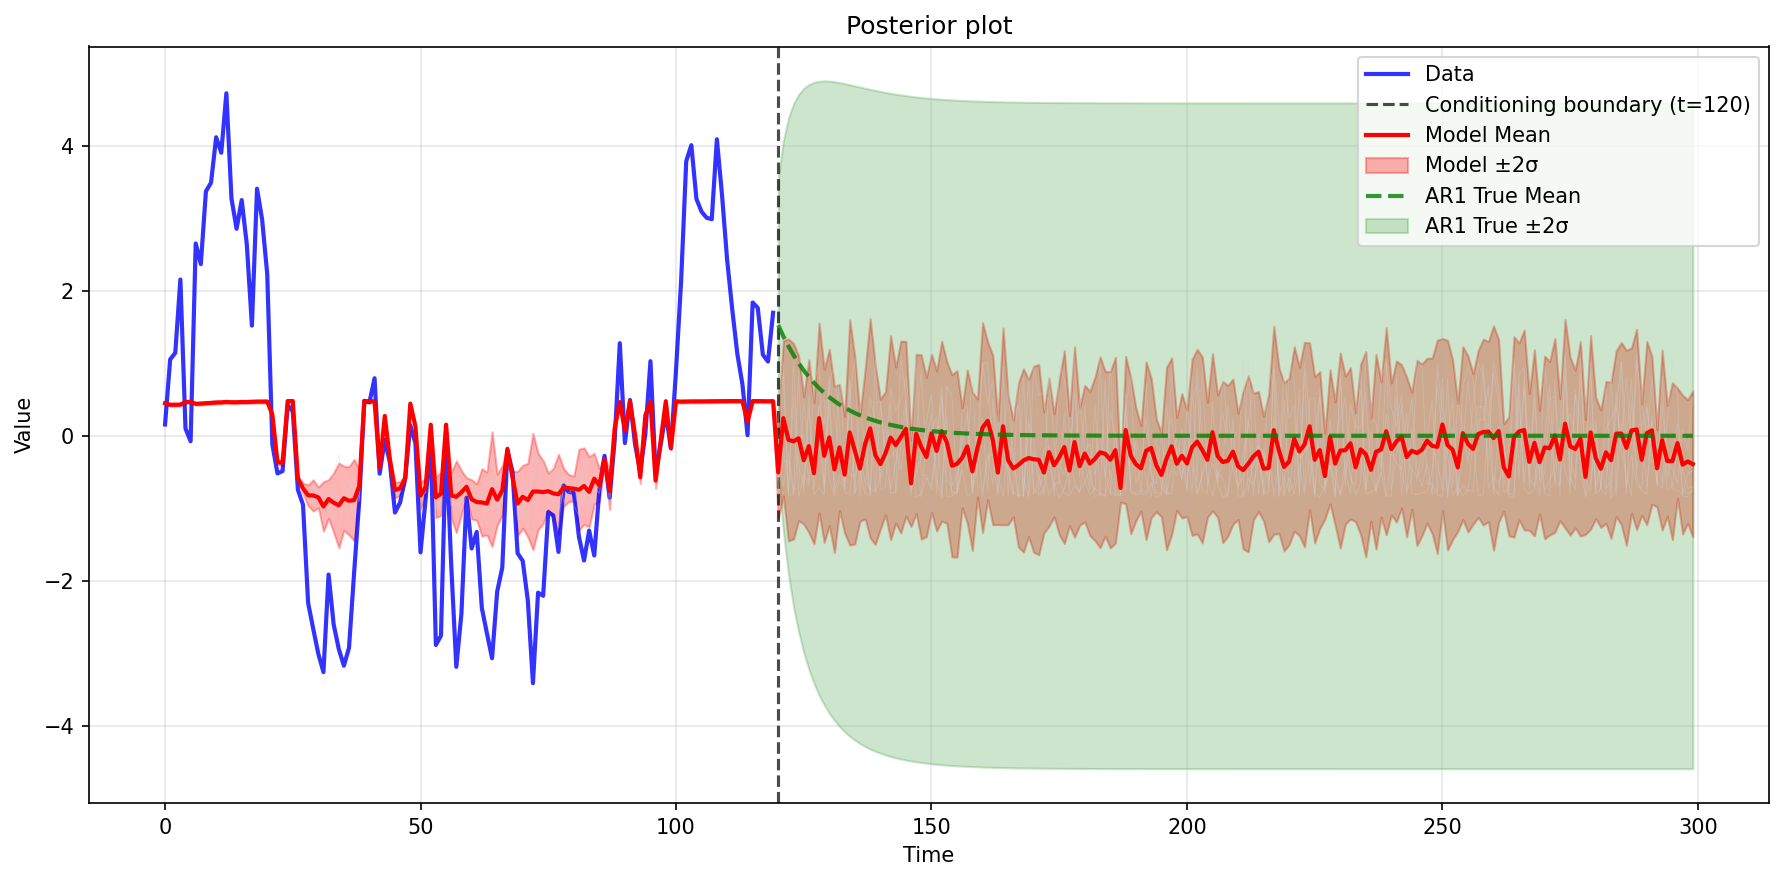 Posterior plot
Value
4
2
0
−2
−4
Data
Conditioning boundary (t=120)
Model Mean
Model ±2σ
AR1 True Mean
AR1 True ±2σ
0
50
100
150
200
250
300
Time